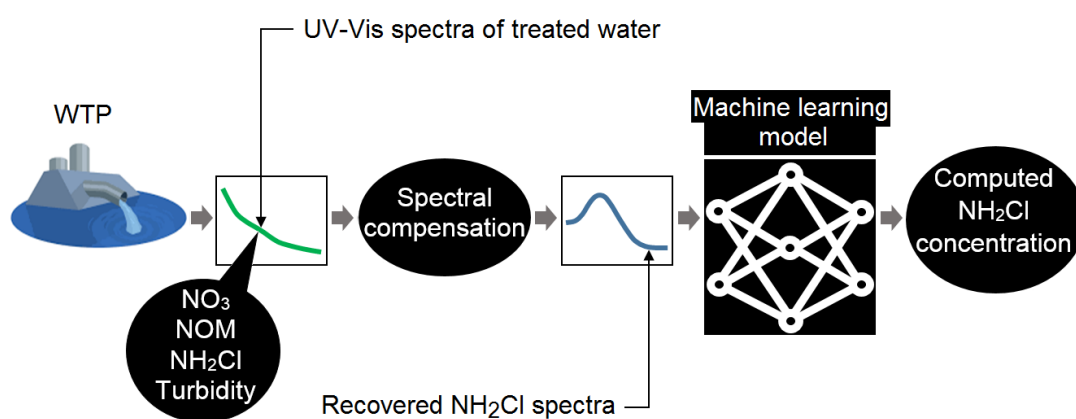 UV-Vis spectra of treated water
WTP
Machine learning
model
Spectral
compensation
Computed
NH₂Cl
concentration
NO₃
NOM
NH₂Cl
Turbidity
Recovered NH₂Cl spectra